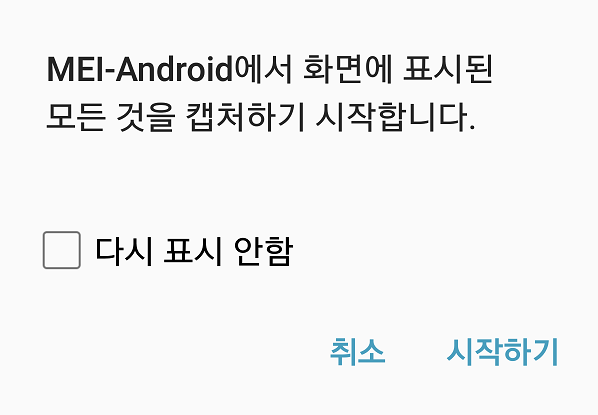 MEI-Android에서 화면에 표시된
모든 것을 캡처하기 시작합니다.
다시 표시 안함
취소 시작하기